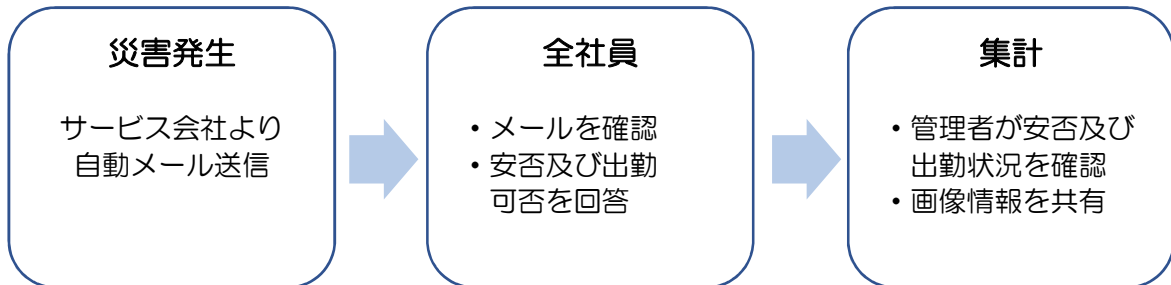 災害発生
サービス会社より
自動メール送信
全社員
・メールを確認
・安否及び出勤
可否を回答
集計
・管理者が安否及び
出勤状況を確認
・画像情報を共有